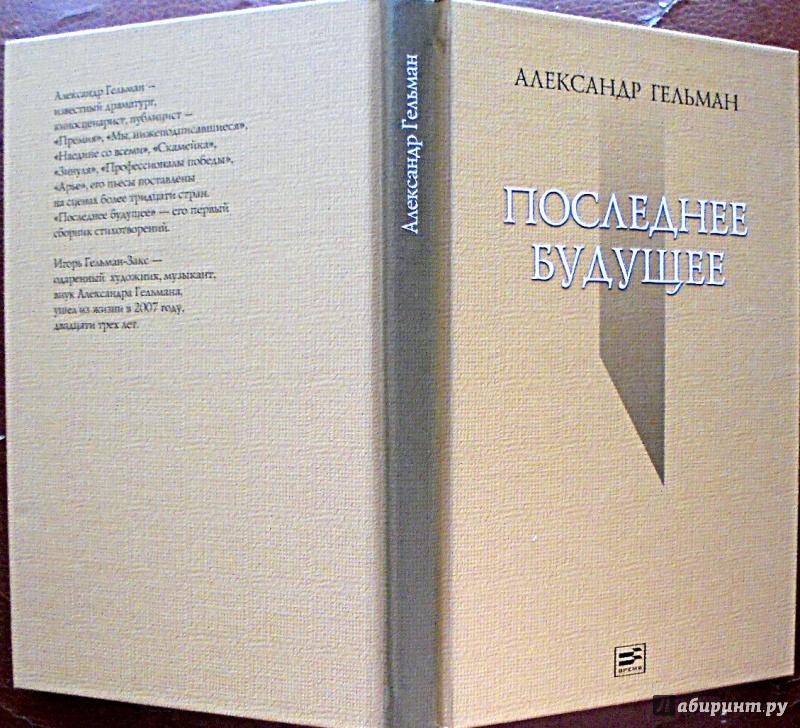 Александр Гельман –
известный драматург,
киносценарист, публицист —
«Премия», «Мы, нижеподписавшиеся»,
«Наедине со всеми», «Скамейка»,
«Зинуля», «Профессионалы победы»,
«Арье», его пьесы поставлены
на сценах более тридцати стран.
«Последнее будущее» — его первый
сборник стихотворений.
Игорь Гельман-Закс —
одаренный художник, музыкант,
внук Александра Гельмана,
ушел из жизни в 2007 году,
двадцати трех лет.
Александр Гельман
АЛЕКСАНДР ГЕЛЬМАН
ПОСЛЕДНЕЕ
БУДУЩЕЕ
ВРЕМЯ
Лабиринт.ру